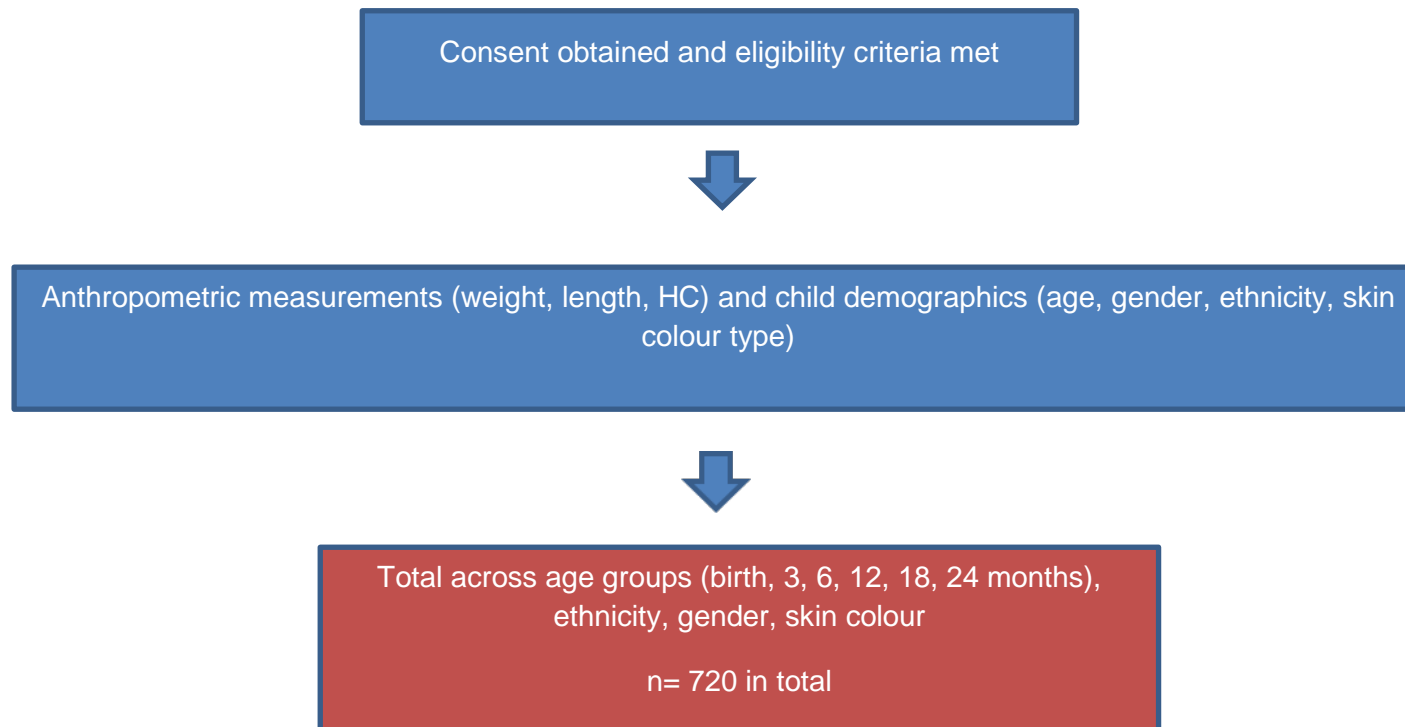 Consent obtained and eligibility criteria met
Anthropometric measurements (weight, length, HC) and child demographics (age, gender, ethnicity, skin
colour type)
Total across age groups (birth, 3, 6, 12, 18, 24 months),
ethnicity, gender, skin colour
n= 720 in total